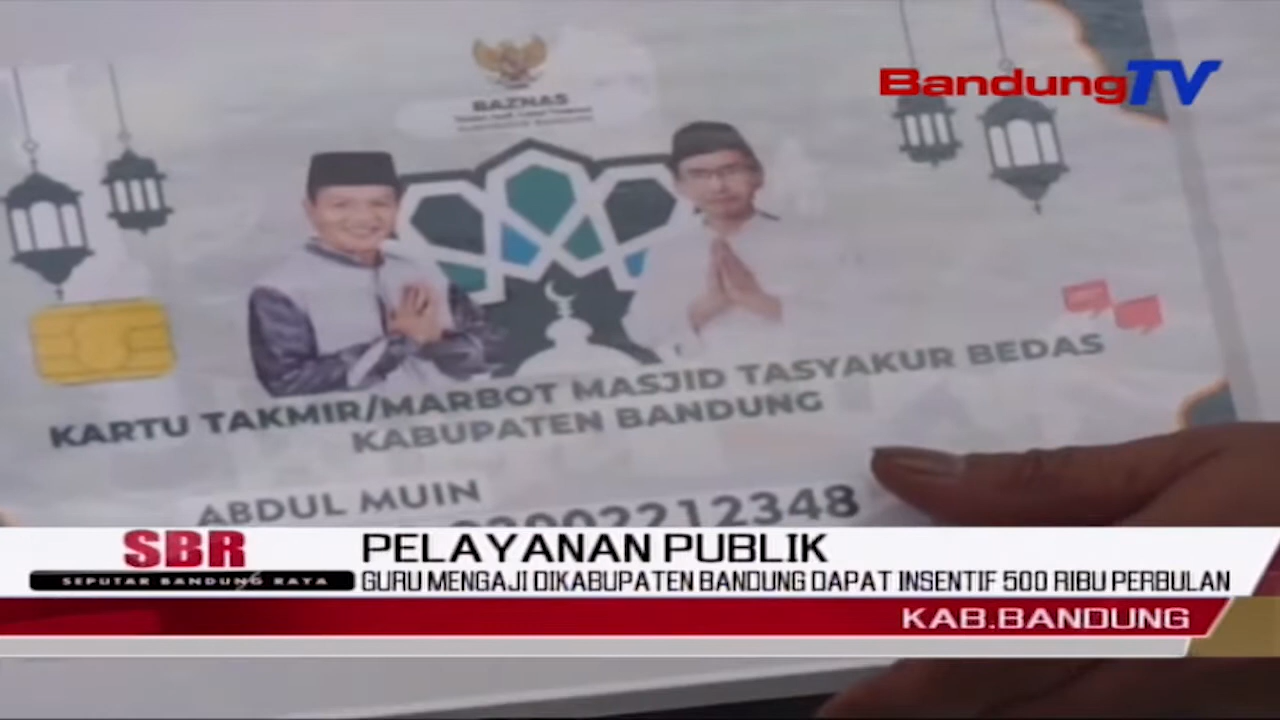 BandungTV
BAZNAS
KARTU TAKMIR/MARBOT MASJID TASYAKUR BEDAS
KABUPATEN BANDUNG
ABDUL MUIN
2212348
SBR
SEPUTAR BANDUNG RAYA
PELAYANAN PUBLIK
GURU MENGAJI DIKABUPATEN BANDUNG DAPAT INSENTIF 500 RIBU PERBULAN
KAB.BANDUNG